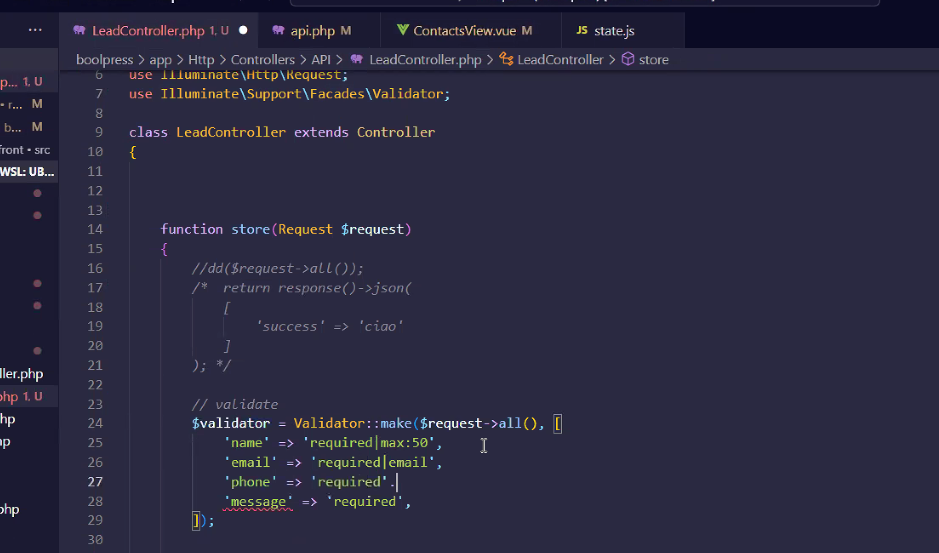 ... LeadController.php 1, U api.php M ContactsView.vue M JS state.js
boolpress > app > Http > Controllers > API > LeadController.php > LeadController > store
p... 1, U
• r... M
b... M
front • src
WSL: UB...
ller.php
php 1, U
hp
p
php
6 use Illuminate\Http\Request;
7 use Illuminate\Support\Facades\Validator;
8
9 class LeadController extends Controller
10 {
11
12
13
14 function store(Request $request)
15 {
16 //dd($request->all());
17 /* return response()->json(
18 [
19 'success' => 'ciao'
20 ]
21 ); */
22
23 // validate
24 $validator = Validator::make($request->all(), [
25 'name' => 'required|max:50',
26 'email' => 'required|email',
27 'phone' => 'required'.
28 'message' => 'required',
29 ]);
30